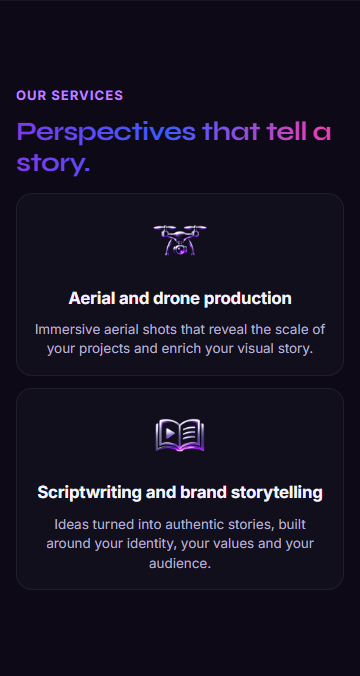 OUR SERVICES
Perspectives that tell a
story.
Aerial and drone production
Immersive aerial shots that reveal the scale of
your projects and enrich your visual story.
Scriptwriting and brand storytelling
Ideas turned into authentic stories, built
around your identity, your values and your
audience.